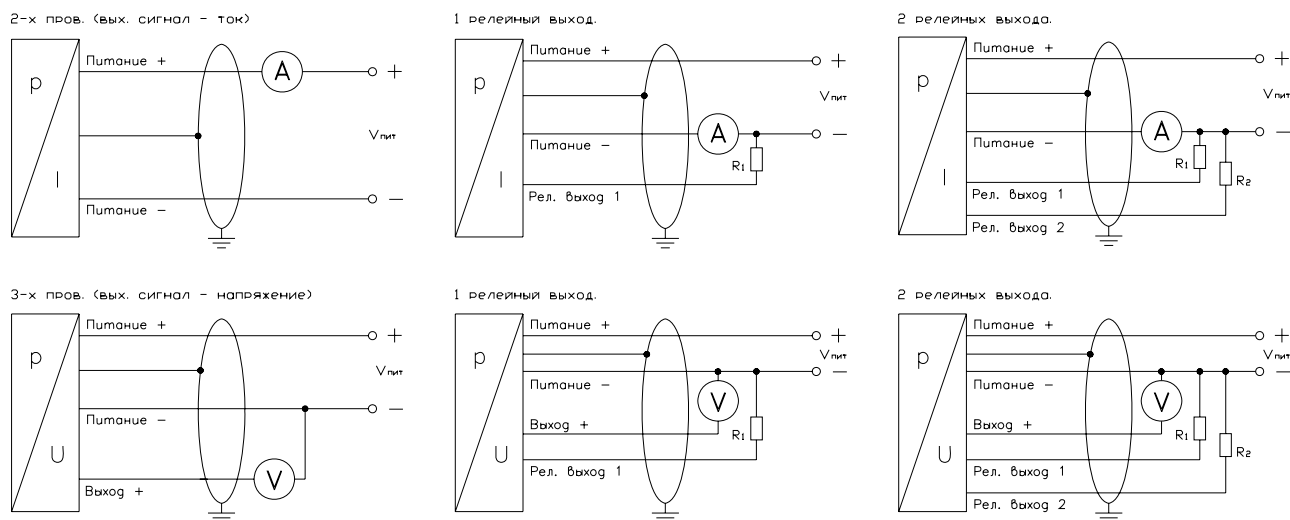 2-х пров. (вых. сигнал - ток)
Питание +
A
+
p
Vпит
I
Питание -
-
1 релейный выход.
Питание +
+
p
Vпит
A
-
Питание -
R1
I
Рел. выход 1
2 релейных выхода.
Питание +
+
p
Vпит
A
-
Питание -
R1
R2
I
Рел. выход 1
Рел. выход 2
3-х пров. (вых. сигнал - напряжение)
Питание +
+
p
Vпит
-
Питание -
U
V
Выход +
1 релейный выход.
Питание +
+
p
Vпит
-
Питание -
V
Выход +
R1
U
Рел. выход 1
2 релейных выхода.
Питание +
+
p
Vпит
-
Питание -
V
Выход +
R1
R2
U
Рел. выход 1
Рел. выход 2